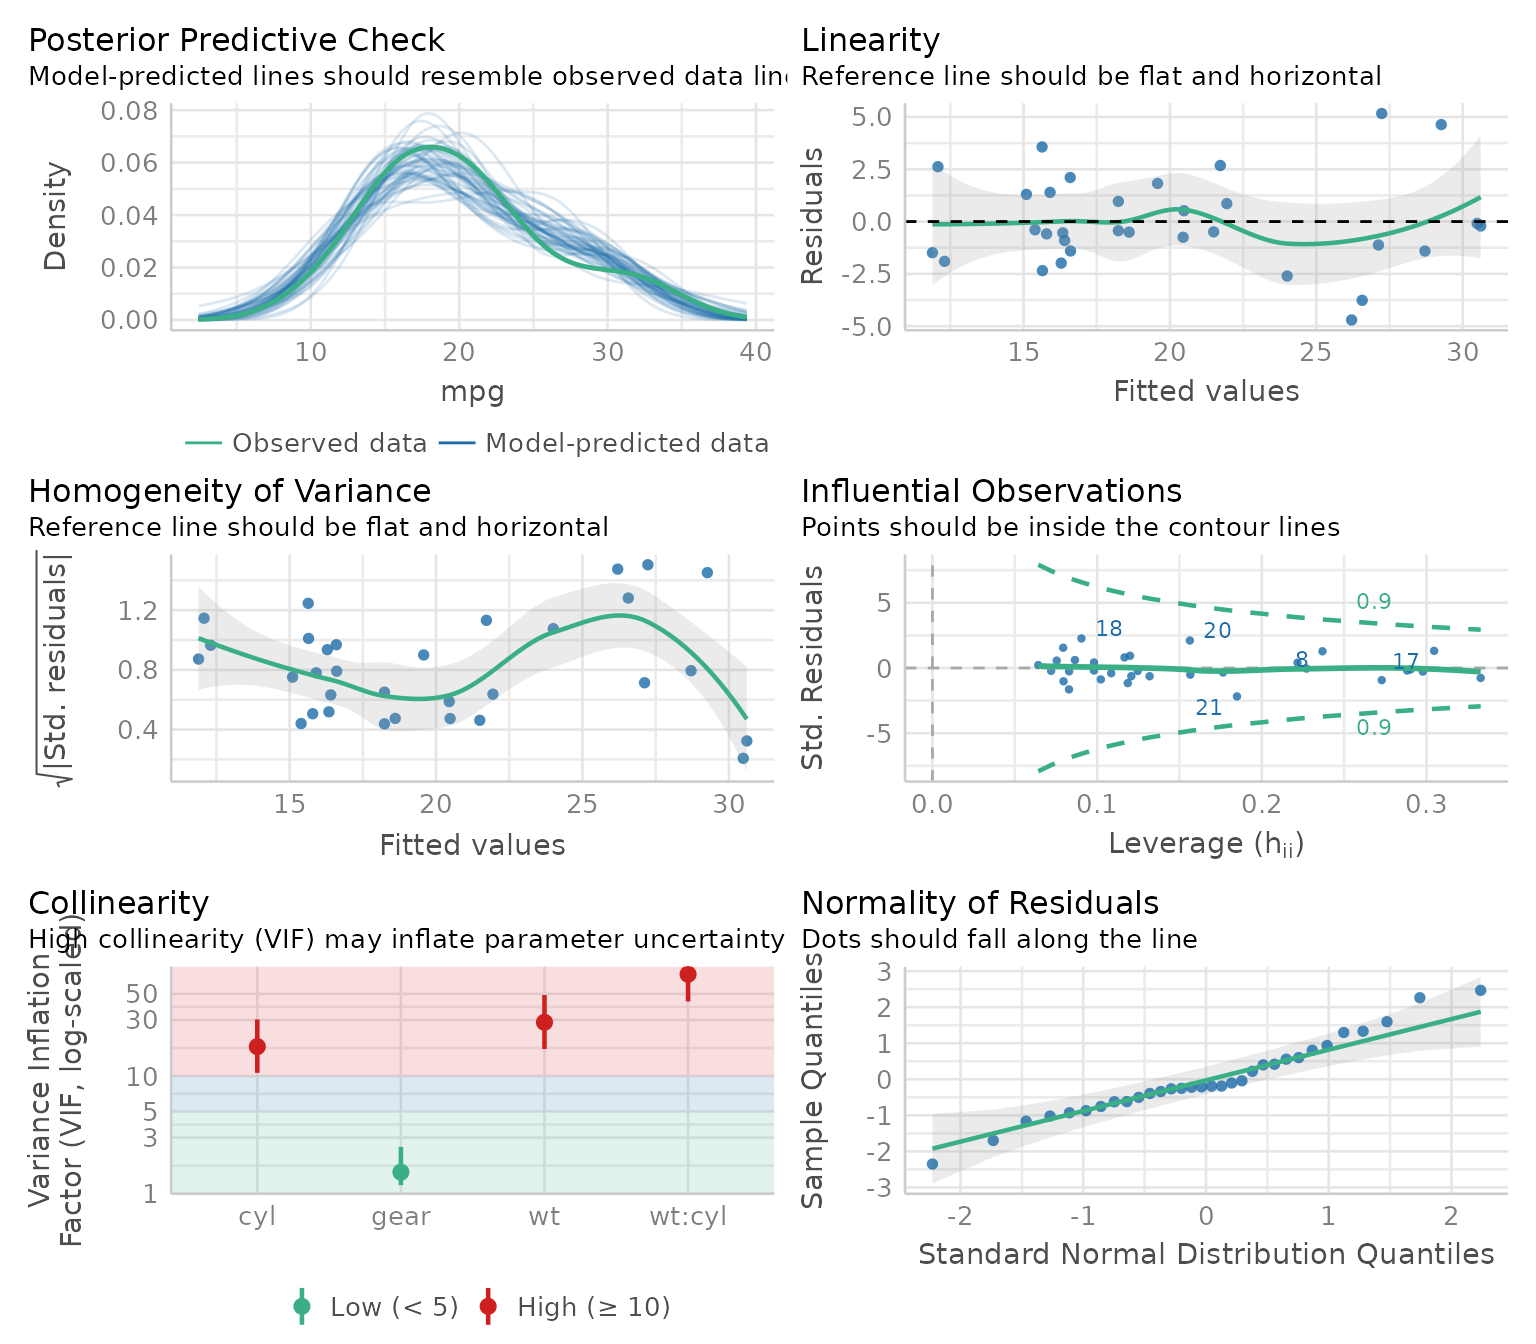 Posterior Predictive Check
Model-predicted lines should resemble observed data
0.08
0.06
0.04
0.02
0.00
Density
10 20 30 40
mpg
Observed data Model-predicted data
Linearity
Reference line should be flat and horizontal
5.0
2.5
0.0
-2.5
-5.0
Residuals
15 20 25 30
Fitted values
Homogeneity of Variance
Reference line should be flat and horizontal
1.2
0.8
0.4
√|Std. residuals|
15 20 25 30
Fitted values
Influential Observations
Points should be inside the contour lines
5
0
-5
Std. Residuals
0.9
18
20
8
17
21
0.9
0.0 0.1 0.2 0.3
Leverage (hii)
Collinearity
High collinearity (VIF) may inflate parameter uncertainty
50
30
10
5
3
1
Variance Inflation
Factor (VIF, log-scaled)
cyl gear wt wt:cyl
Low (< 5) High (≥ 10)
Normality of Residuals
Dots should fall along the line
3
2
1
0
-1
-2
-3
Sample Quantiles
-2 -1 0 1 2
Standard Normal Distribution Quantiles